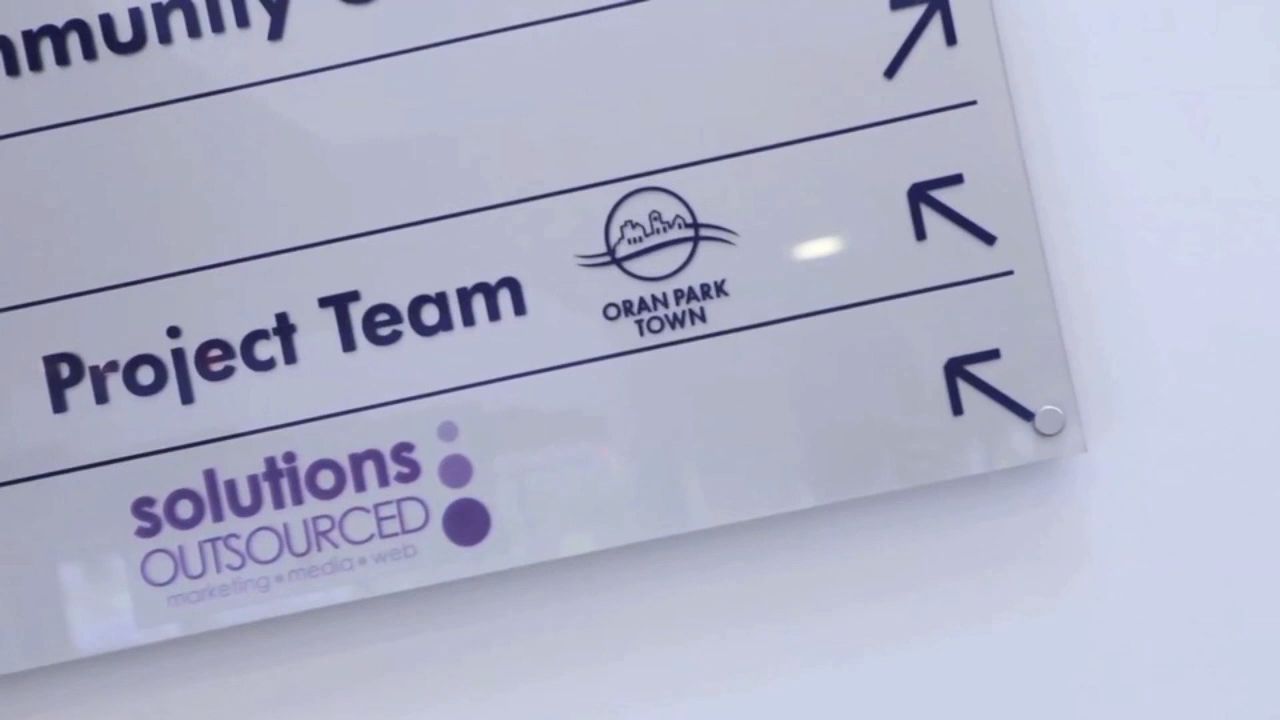 Project Team
ORAN PARK
TOWN
solutions
OUTSOURCED
marketing • media • web